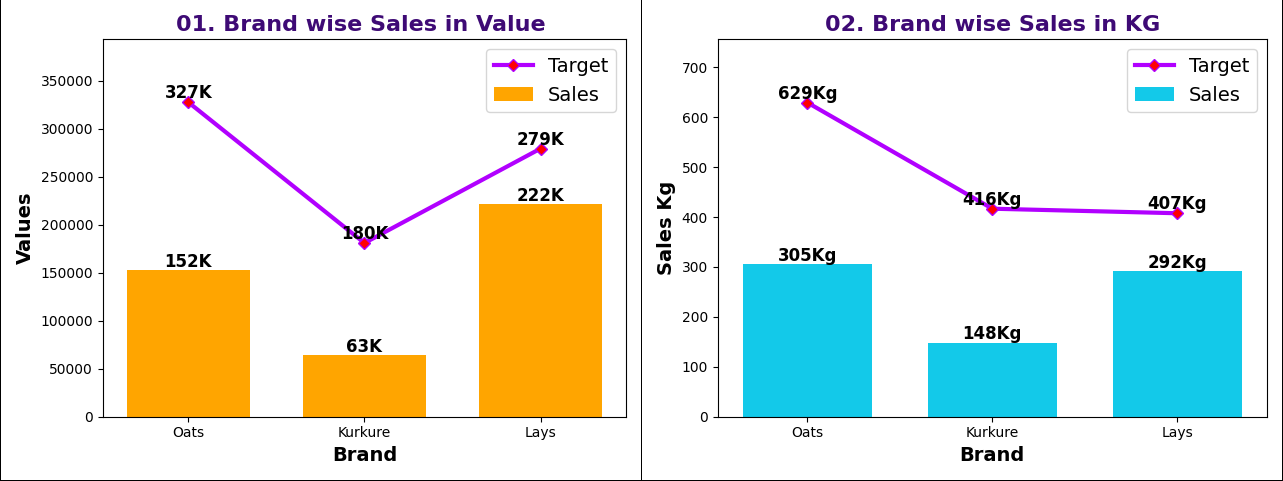 01. Brand wise Sales in Value
Target
Sales
350000
300000
250000
200000
150000
100000
50000
0
Values
327K
180K
279K
152K
63K
222K
Oats
Kurkure
Lays
Brand
02. Brand wise Sales in KG
Target
Sales
700
600
500
400
300
200
100
0
Sales Kg
629Kg
416Kg
407Kg
305Kg
148Kg
292Kg
Oats
Kurkure
Lays
Brand